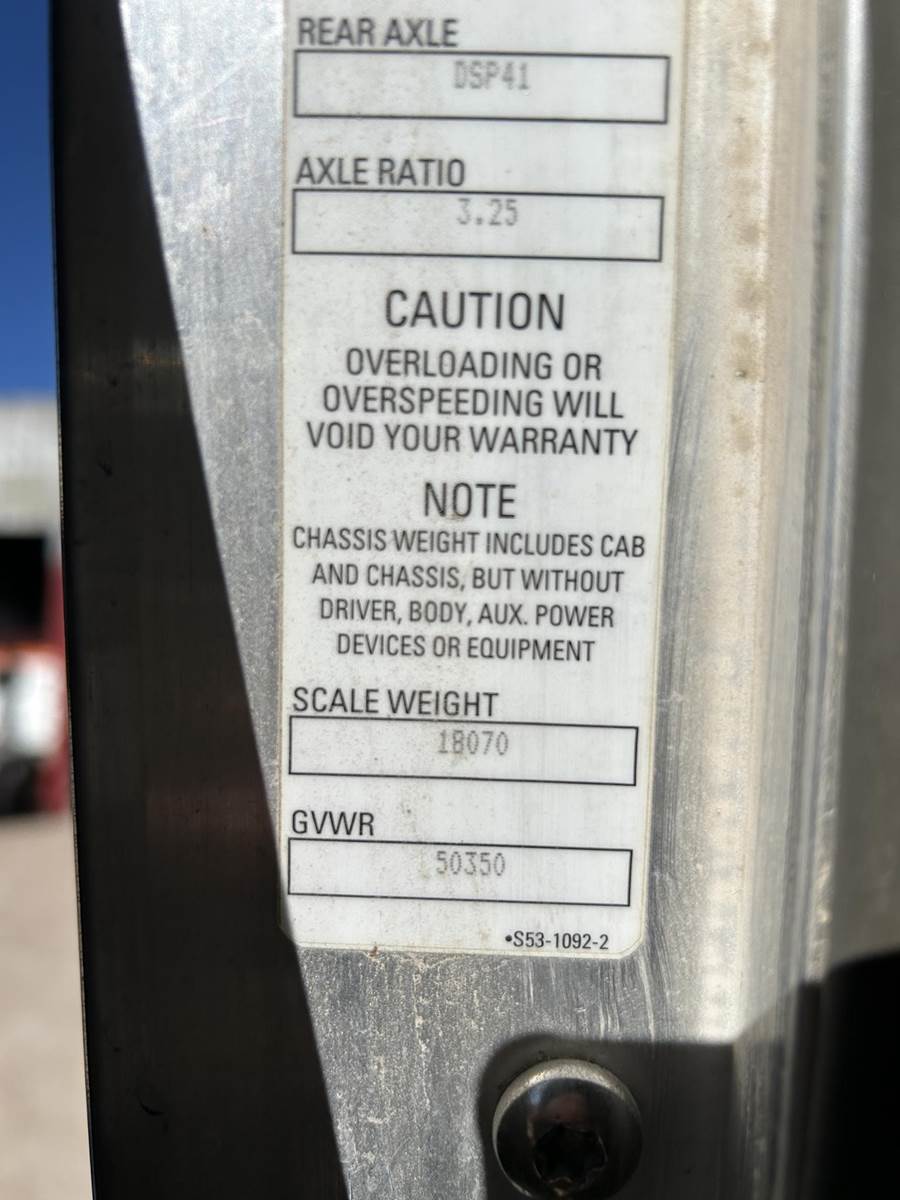 REAR AXLE
DSP41
AXLE RATIO
3.25
CAUTION
OVERLOADING OR
OVERSPEEDING WILL
VOID YOUR WARRANTY
NOTE
CHASSIS WEIGHT INCLUDES CAB
AND CHASSIS, BUT WITHOUT
DRIVER, BODY, AUX. POWER
DEVICES OR EQUIPMENT
SCALE WEIGHT
18070
GVWR
50350
•S53-1092-2